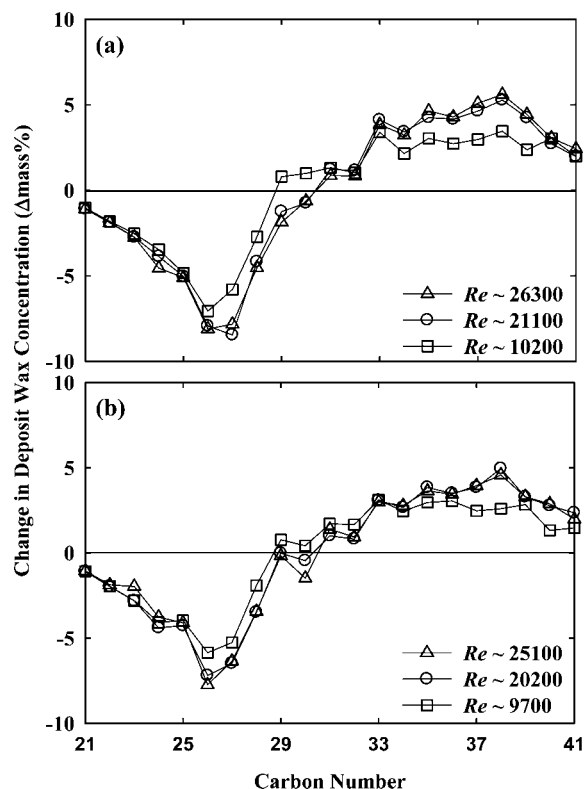 10
(a)
5
0
-5
-10
Re ~ 26300
Re ~ 21100
Re ~ 10200
Change in Deposit Wax Concentration (Δmass%)
10
(b)
5
0
-5
-10
Re ~ 25100
Re ~ 20200
Re ~ 9700
21 25 29 33 37 41
Carbon Number